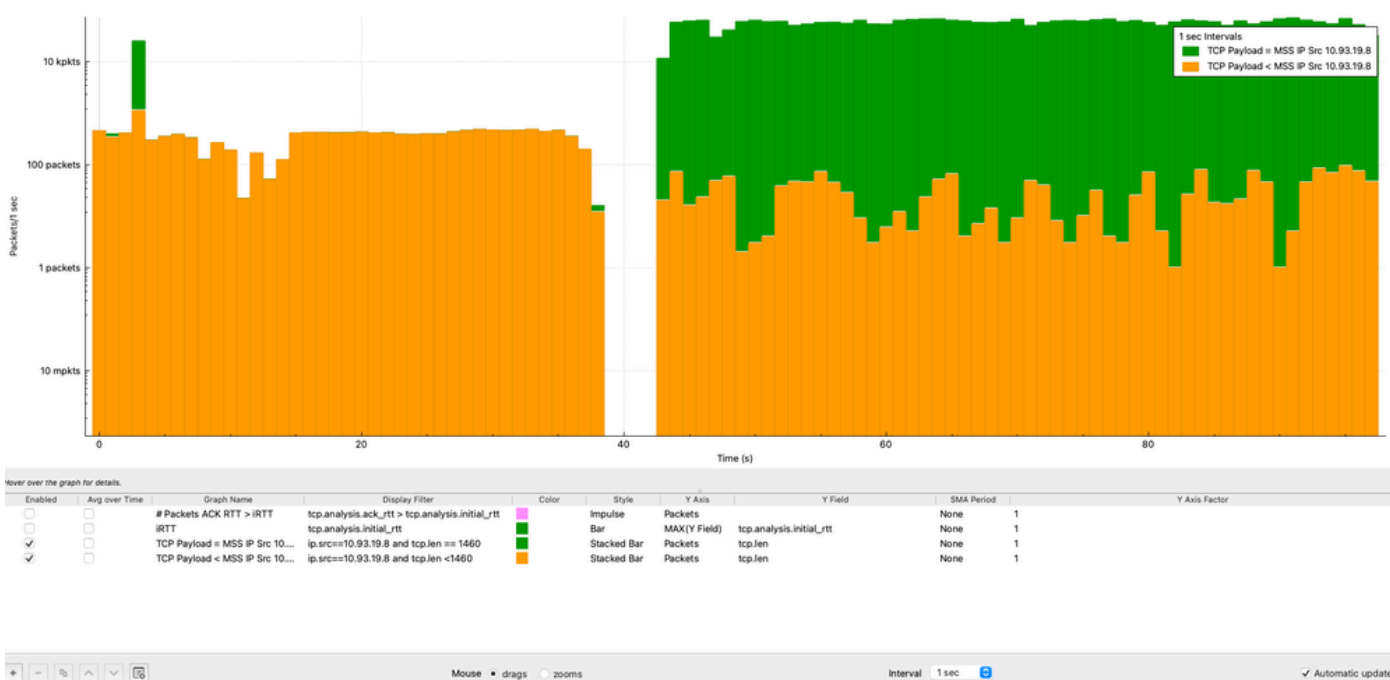 1 sec Intervals
TCP Payload = MSS IP Src 10.93.19.8
TCP Payload < MSS IP Src 10.93.19.8
10 kpkts
100 packets
1 packets
10 mpkts
Packets/1 sec
0 20 40 60 80
Time (s)
Hover over the graph for details.
Enabled Avg over Time Graph Name Display Filter Color Style Y Axis Y Field SMA Period Y Axis Factor
# Packets ACK RTT > iRTT tcp.analysis.ack_rtt > tcp.analysis.initial_rtt Impulse Packets None 1
iRTT tcp.analysis.initial_rtt Bar MAX(Y Field) tcp.analysis.initial_rtt None 1
TCP Payload = MSS IP Src 10.... ip.src==10.93.19.8 and tcp.len == 1460 Stacked Bar Packets tcp.len None 1
TCP Payload < MSS IP Src 10.... ip.src==10.93.19.8 and tcp.len <1460 Stacked Bar Packets tcp.len None 1
Mouse drags zooms Interval 1 sec Automatic update